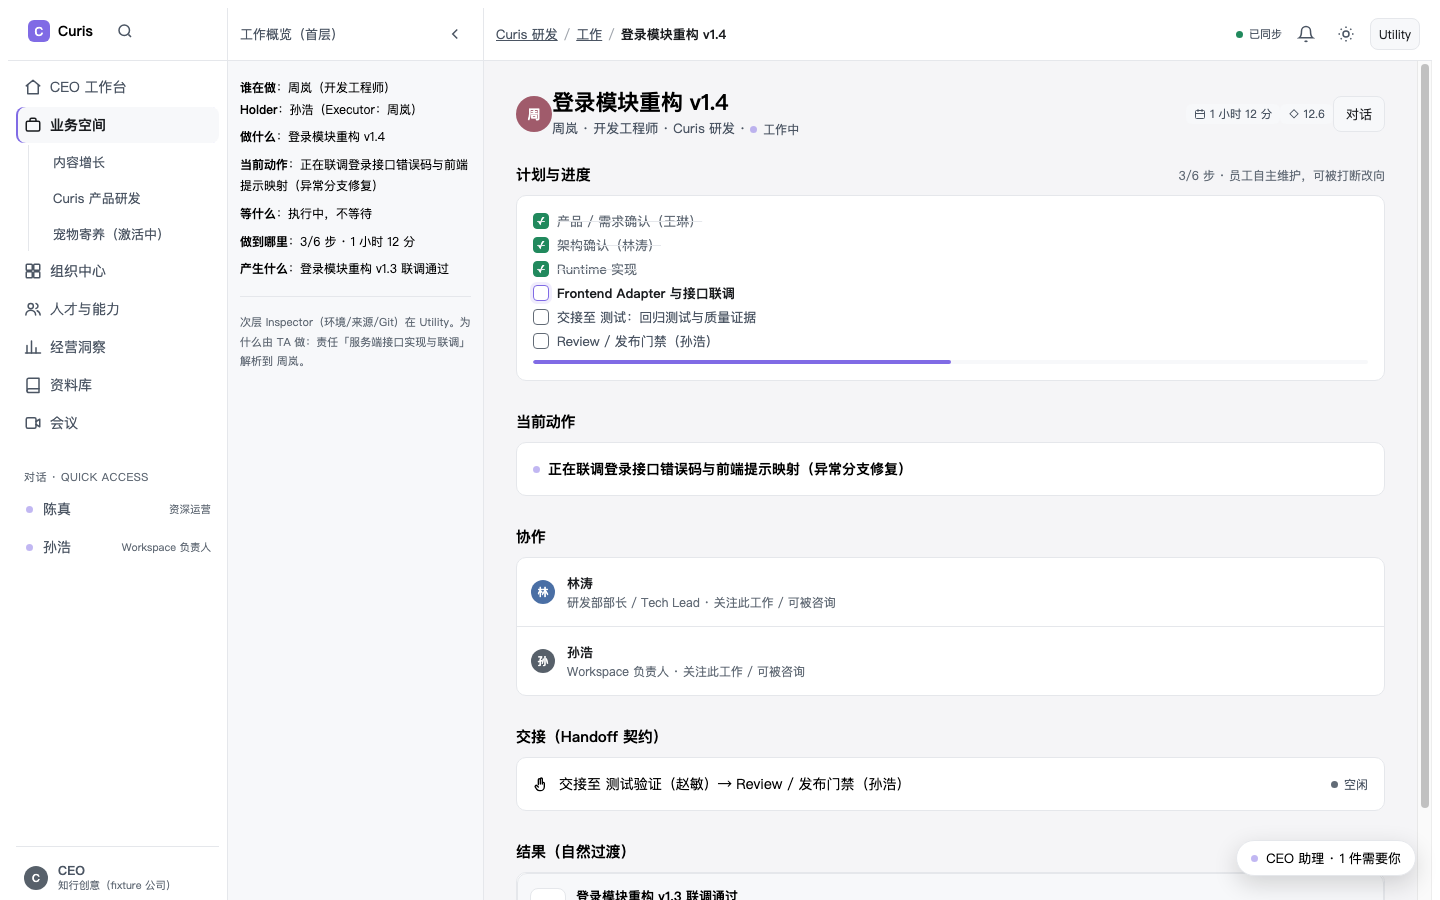 C Curis
CEO 工作台
业务空间
内容增长
Curis 产品研发
宠物寄养（激活中）
组织中心
人才与能力
经营洞察
资料库
会议
对话 · QUICK ACCESS
陈真 资深运营
孙浩 Workspace 负责人
C
CEO
知行创意（fixture 公司）
工作概览（首层）
谁在做：周岚（开发工程师）
Holder：孙浩（Executor：周岚）
做什么：登录模块重构 v1.4
当前动作：正在联调登录接口错误码与前端
提示映射（异常分支修复）
等什么：执行中，不等待
做到哪里：3/6 步 · 1 小时 12 分
产生什么：登录模块重构 v1.3 联调通过
次层 Inspector（环境/来源/Git）在 Utility。为
什么由 TA 做：责任「服务端接口实现与联调」
解析到 周岚。
Curis 研发 / 工作 / 登录模块重构 v1.4
已同步
Utility
周
登录模块重构 v1.4
周岚 · 开发工程师 · Curis 研发 · 工作中
1 小时 12 分
12.6
对话
计划与进度
3/6 步 · 员工自主维护，可被打断改向
产品 / 需求确认（王琳）
架构确认（林涛）
Runtime 实现
Frontend Adapter 与接口联调
交接至 测试：回归测试与质量证据
Review / 发布门禁（孙浩）
当前动作
正在联调登录接口错误码与前端提示映射（异常分支修复）
协作
林
林涛
研发部部长 / Tech Lead · 关注此工作 / 可被咨询
孙
孙浩
Workspace 负责人 · 关注此工作 / 可被咨询
交接（Handoff 契约）
交接至 测试验证（赵敏）→ Review / 发布门禁（孙浩）
空闲
结果（自然过渡）
登录模块重构 v1.3 联调通过
CEO 助理 · 1 件需要你